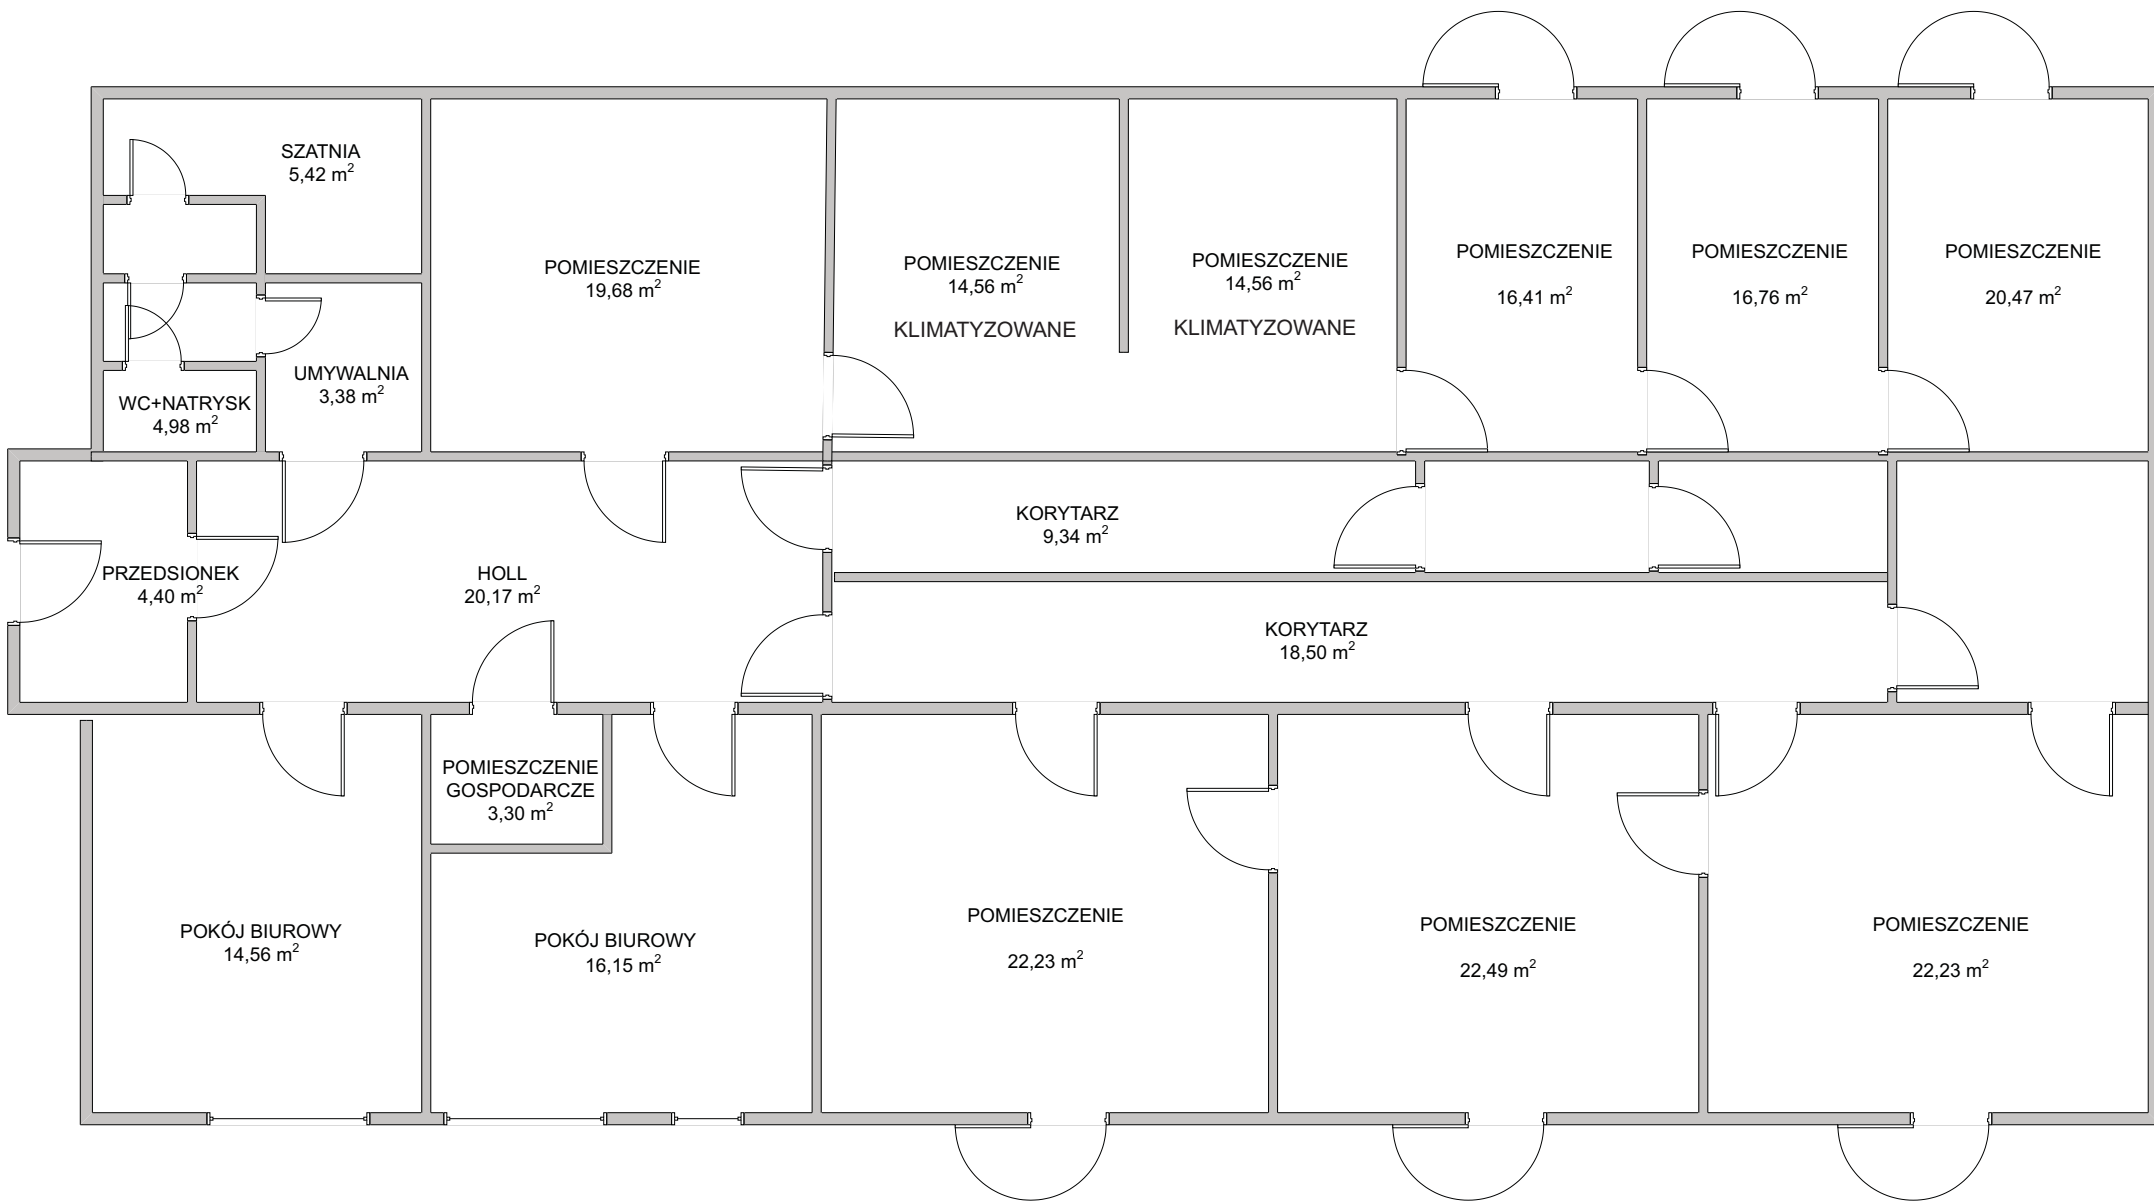 SZATNIA
5,42 m²
POMIESZCZENIE
19,68 m²
POMIESZCZENIE
14,56 m²
KLIMATYZOWANE
POMIESZCZENIE
14,56 m²
KLIMATYZOWANE
POMIESZCZENIE
16,41 m²
POMIESZCZENIE
16,76 m²
POMIESZCZENIE
20,47 m²
UMYWALNIA
3,38 m²
WC+NATRYSK
4,98 m²
PRZEDSIONEK
4,40 m²
HOLL
20,17 m²
KORYTARZ
9,34 m²
KORYTARZ
18,50 m²
POMIESZCZENIE
GOSPODARCZE
3,30 m²
POKÓJ BIUROWY
14,56 m²
POKÓJ BIUROWY
16,15 m²
POMIESZCZENIE
22,23 m²
POMIESZCZENIE
22,49 m²
POMIESZCZENIE
22,23 m²